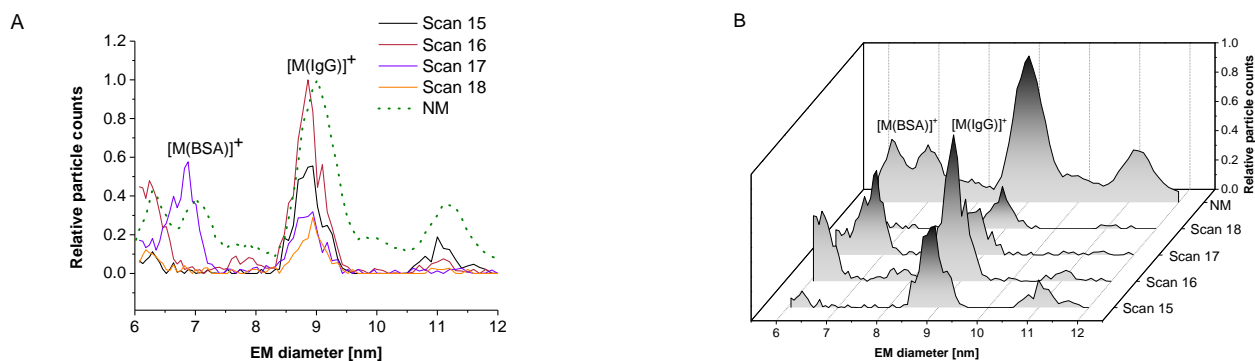 A
Scan 15
Scan 16
Scan 17
Scan 18
NM
[M(IgG)]+
[M(BSA)]+
Relative particle counts
1.2
1.0
0.8
0.6
0.4
0.2
0.0
6 7 8 9 10 11 12
EM diameter [nm]
B
[M(BSA)]+ [M(IgG)]+
1.0
0.8
0.6
0.4
0.2
0.0
Relative particle counts
NM
Scan 18
Scan 17
Scan 16
Scan 15
6 7 8 9 10 11 12
EM diameter [nm]